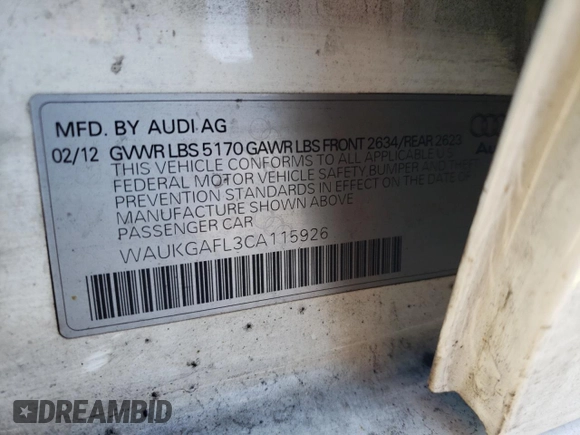 MFD. BY AUDI AG
02/12 GVWR LBS 5170 GAWR LBS FRONT 2634/REAR 2623
THIS VEHICLE CONFORMS TO ALL APPLICABLE U.S.
FEDERAL MOTOR VEHICLE SAFETY, BUMPER AND THEFT
PREVENTION STANDARDS IN EFFECT ON THE DATE OF
MANUFACTURE SHOWN ABOVE
PASSENGER CAR
WAUKGAFL3CA115926
DREAMBID